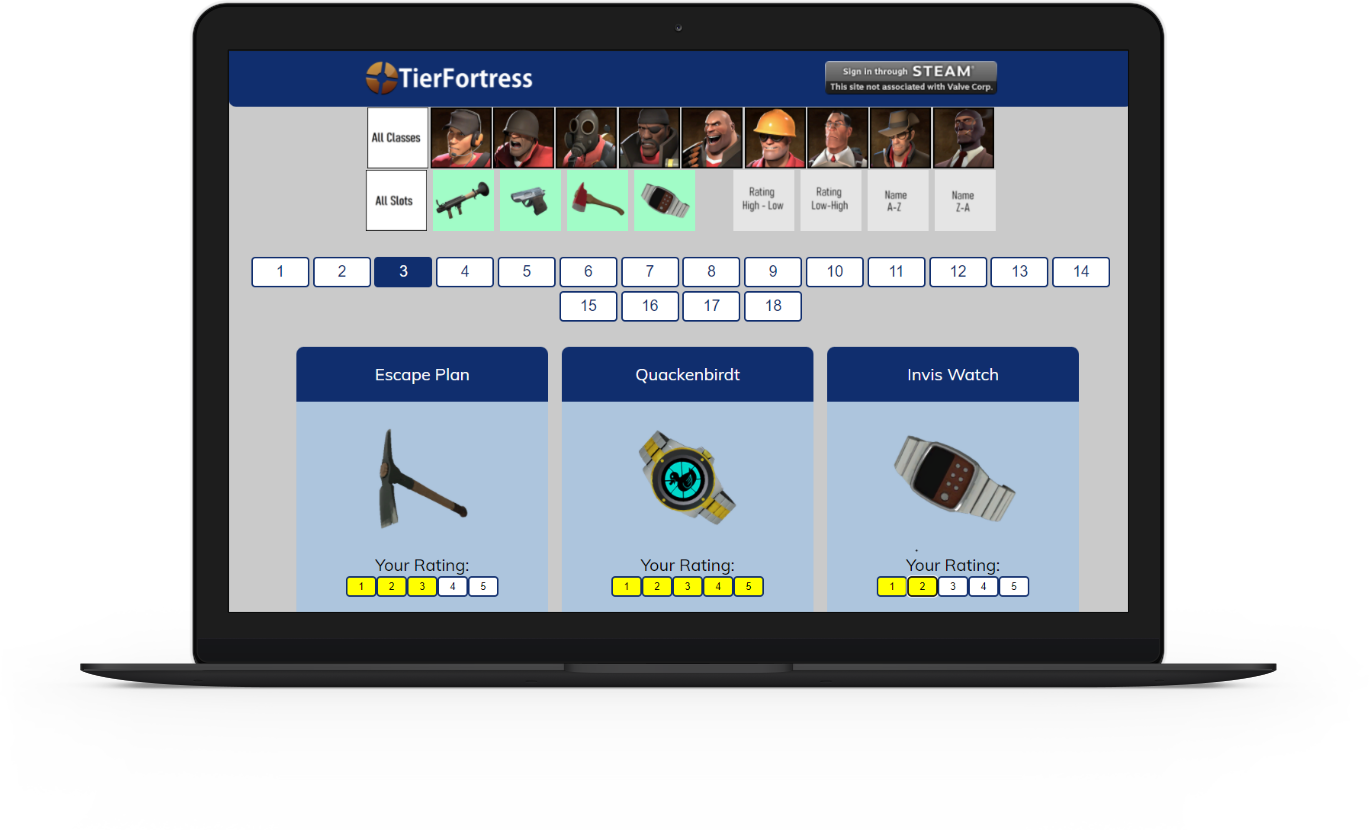 TierFortress
Sign in through STEAM®
This site not associated with Valve Corp.
All Classes
All Slots
Rating
High - Low
Rating
Low-High
Name
A-Z
Name
Z-A
1 2 3 4 5 6 7 8 9 10 11 12 13 14
15 16 17 18
Escape Plan Quackenbirdt Invis Watch
Your Rating: Your Rating: Your Rating:
1 2 3 4 5 1 2 3 4 5 1 2 3 4 5